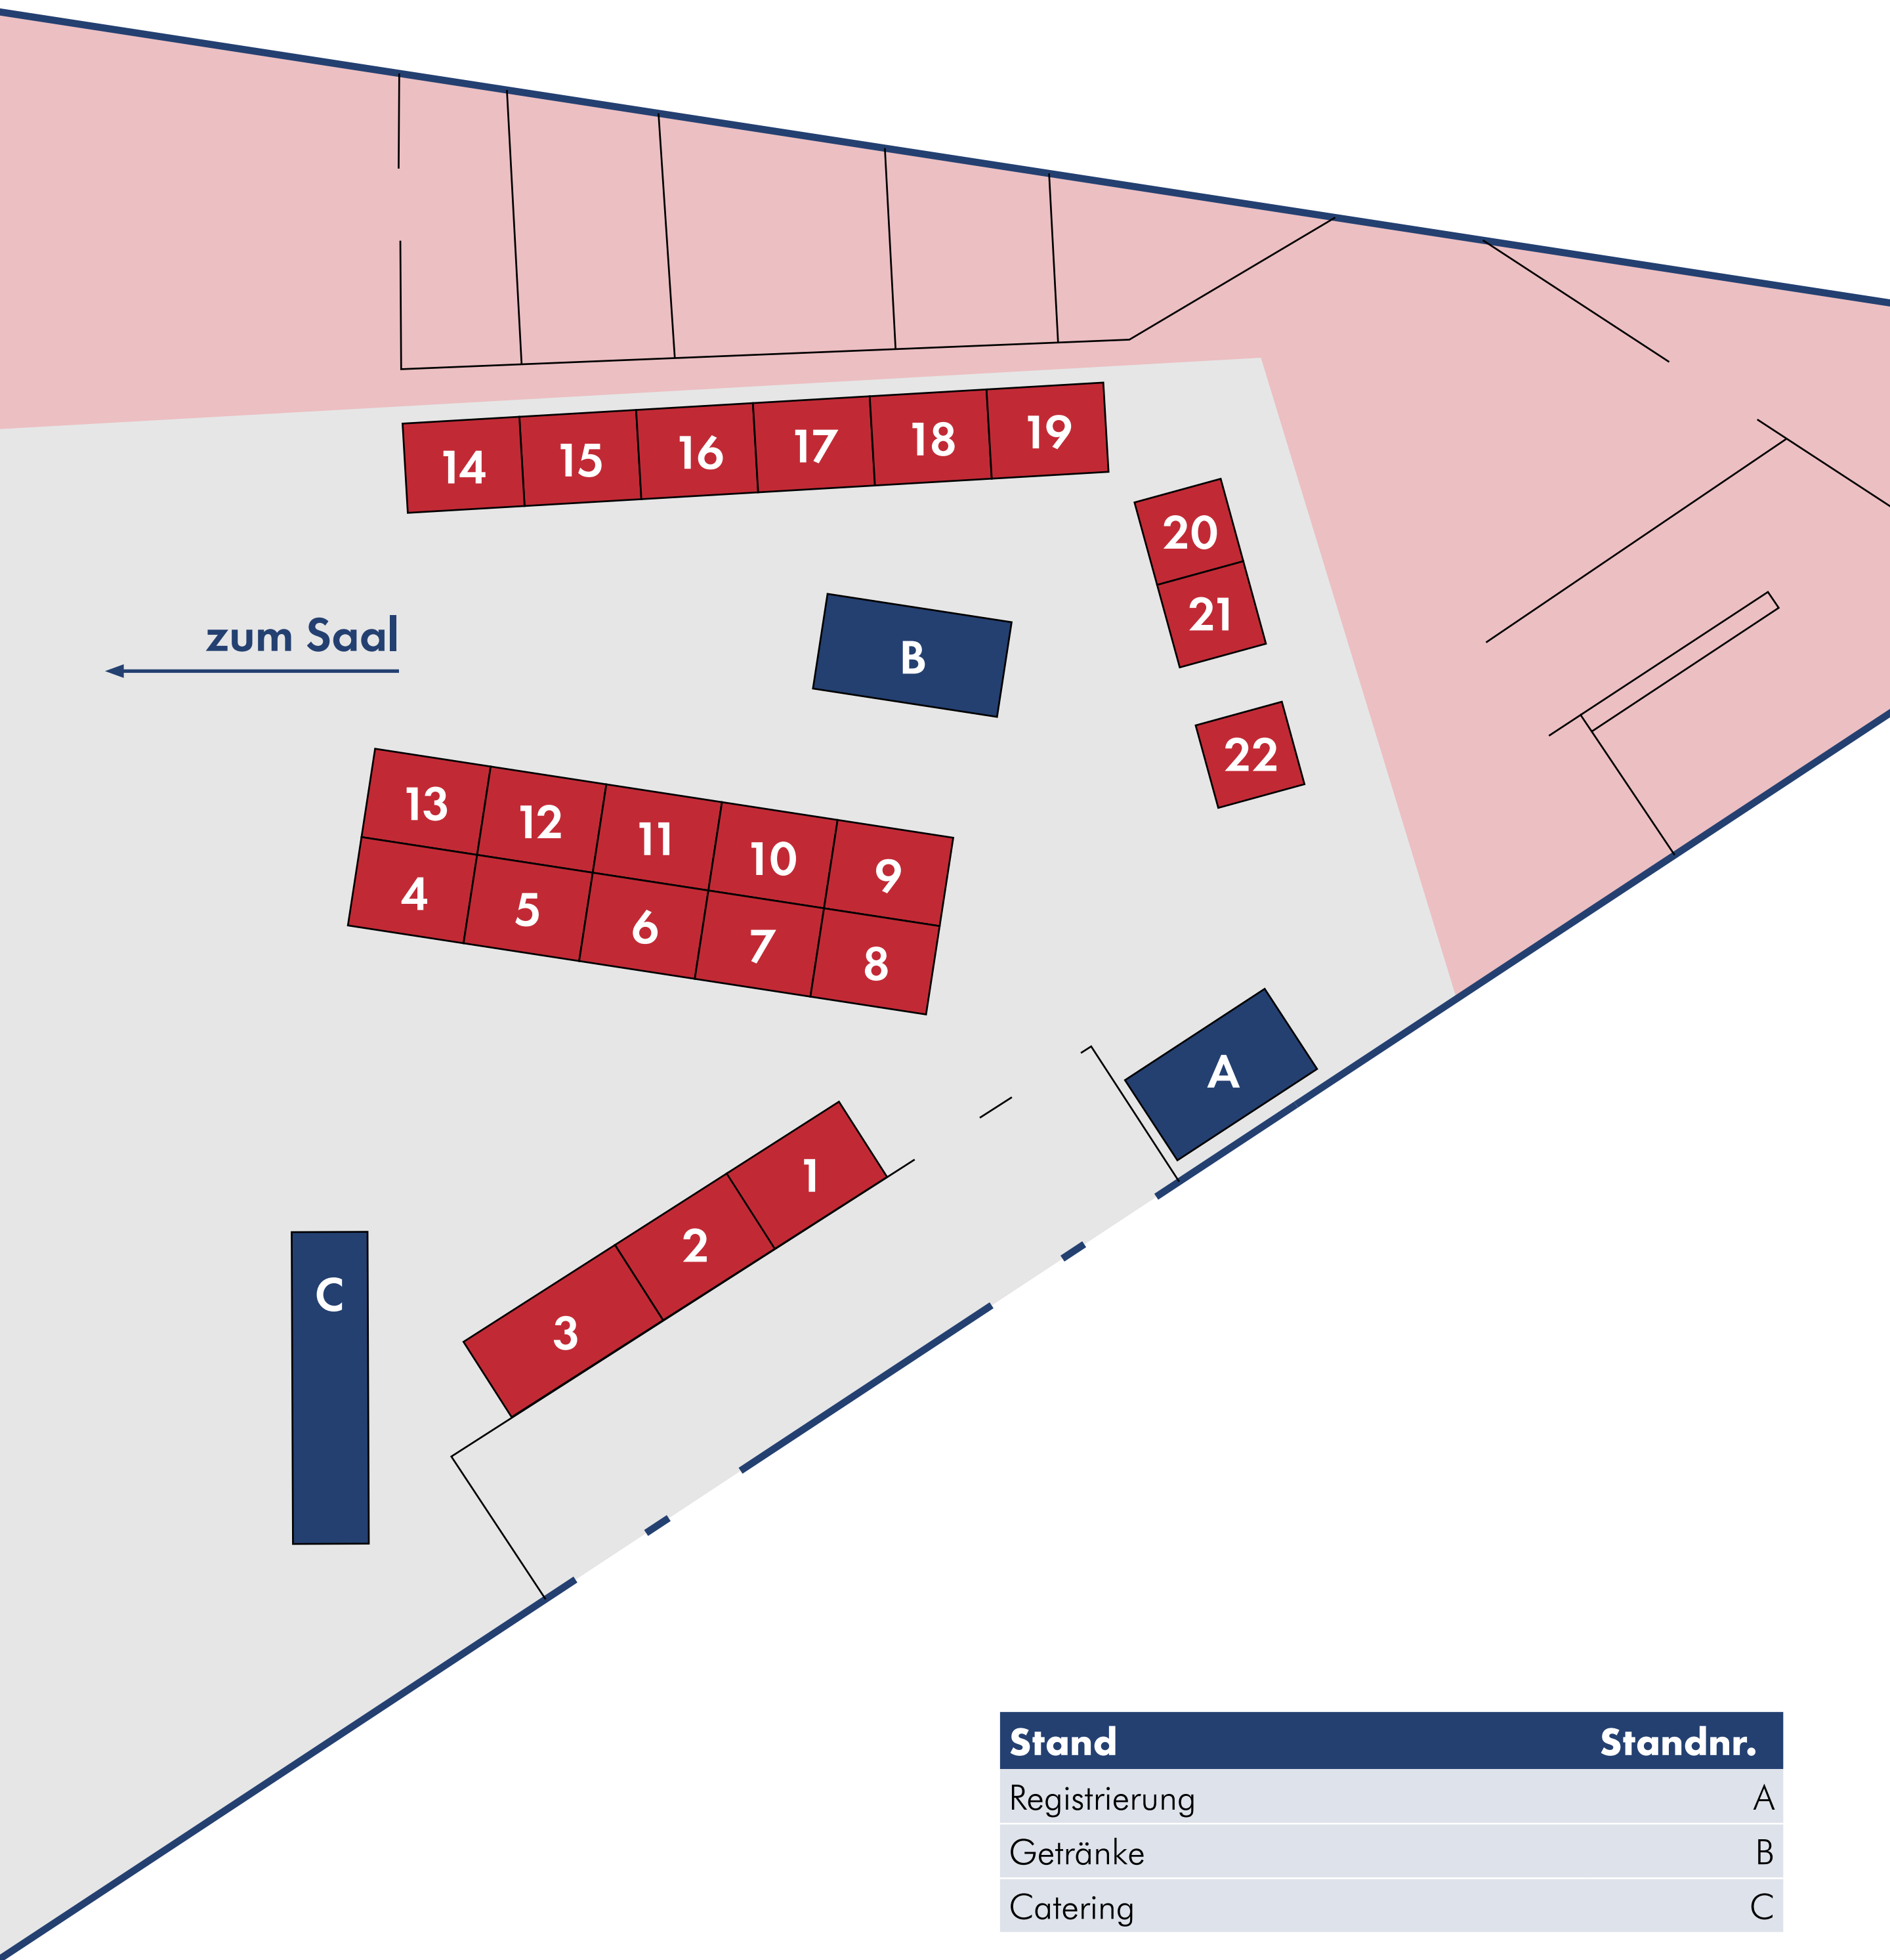 14 15 16 17 18 19
20
21
zum Saal
B
22
13 12 11 10 9
4 5 6 7 8
A
1
2
3
C
Stand Standnr.
Registrierung A
Getränke B
Catering C